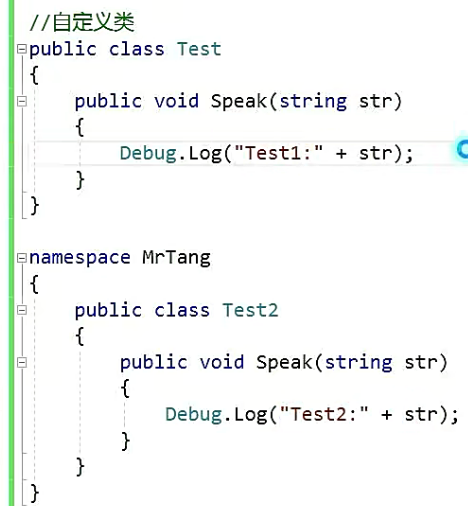 //自定义类
public class Test
{
    public void Speak(string str)
    {
        Debug.Log("Test1:" + str);
    }
}
namespace MrTang
{
    public class Test2
    {
        public void Speak(string str)
        {
            Debug.Log("Test2:" + str);
        }
    }
}